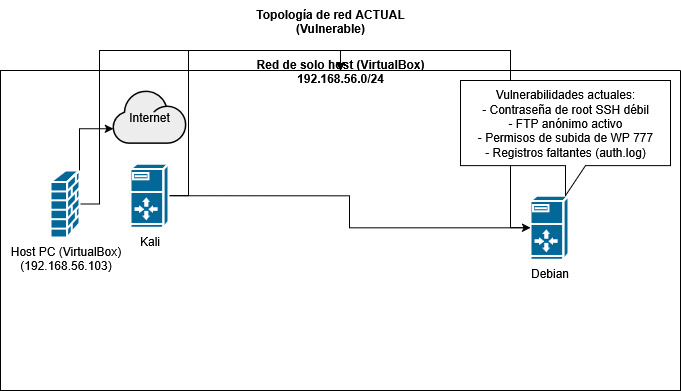 Topología de red ACTUAL
(Vulnerable)
Red de solo host (VirtualBox)
192.168.56.0/24
Vulnerabilidades actuales:
- Contraseña de root SSH débil
- FTP anónimo activo
- Permisos de subida de WP 777
- Registros faltantes (auth.log)
Internet
Host PC (VirtualBox)
(192.168.56.103)
Kali
Debian